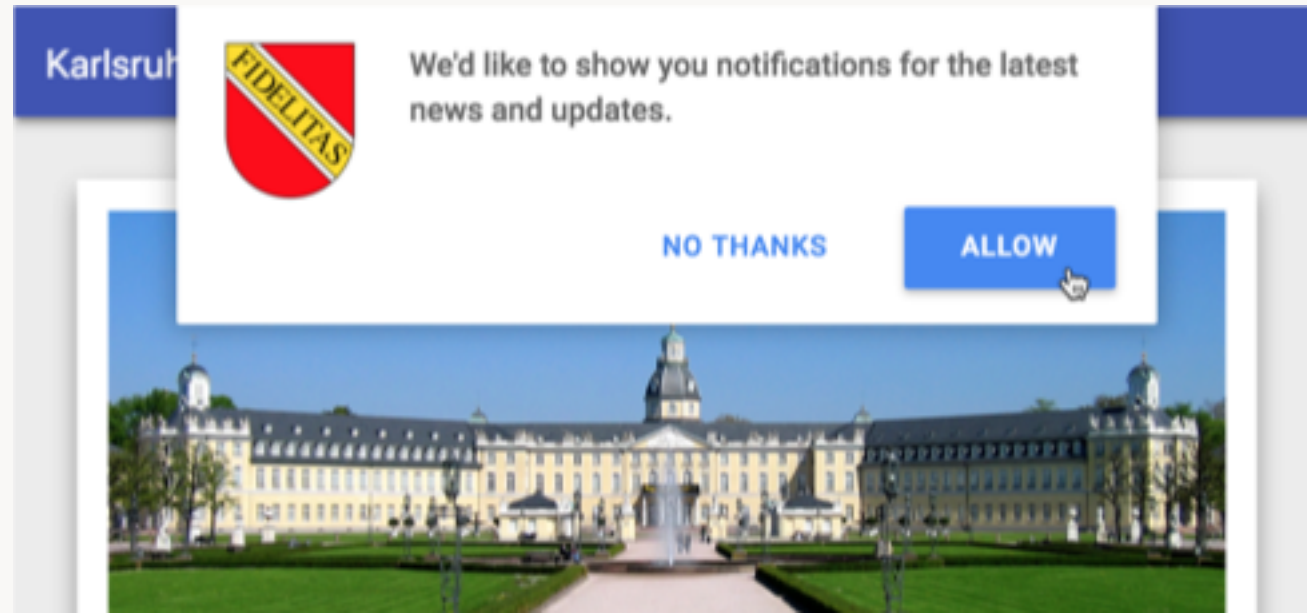 Karlsruh
FIDELITAS
We'd like to show you notifications for the latest
news and updates.
NO THANKS
ALLOW